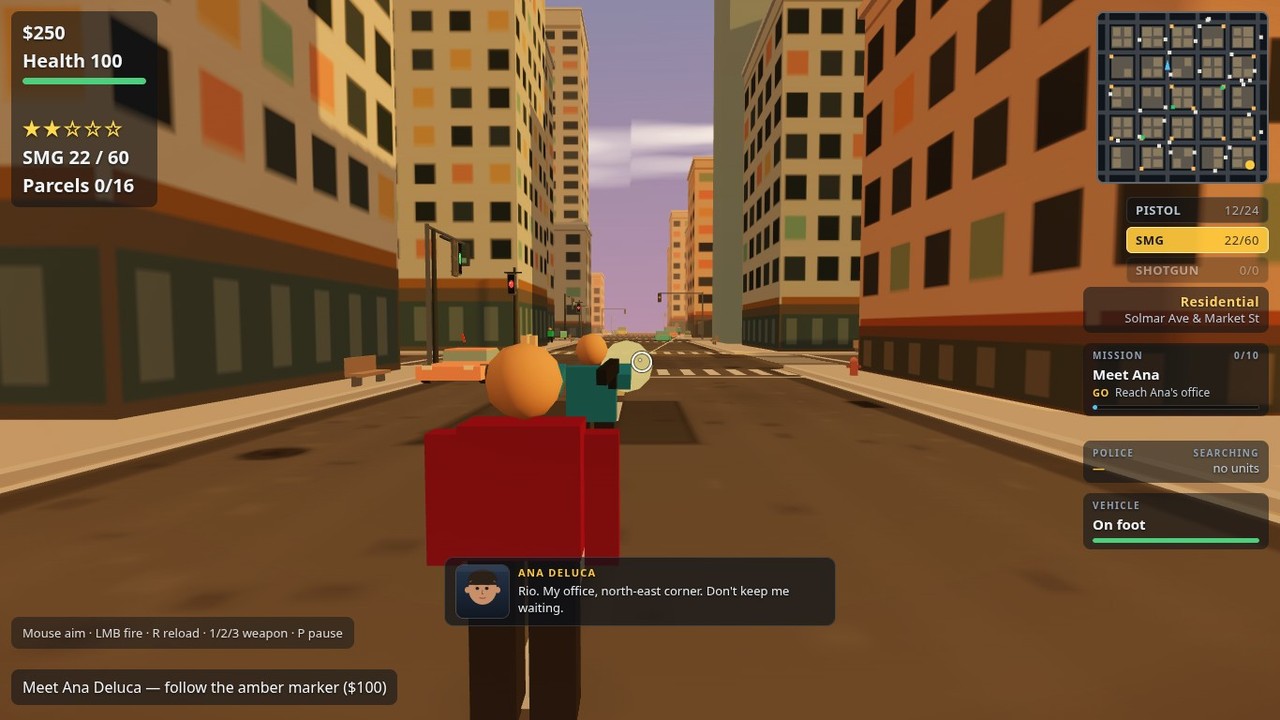 $250
Health 100
★★☆☆☆
SMG 22 / 60
Parcels 0/16
PISTOL 12/24
SMG 22/60
SHOTGUN 0/0
Residential
Solmar Ave & Market St
MISSION 0/10
Meet Ana
GO Reach Ana's office
POLICE SEARCHING
— no units
VEHICLE
On foot
ANA DELUCA
Rio. My office, north-east corner. Don't keep me
waiting.
Mouse aim · LMB fire · R reload · 1/2/3 weapon · P pause
Meet Ana Deluca — follow the amber marker ($100)